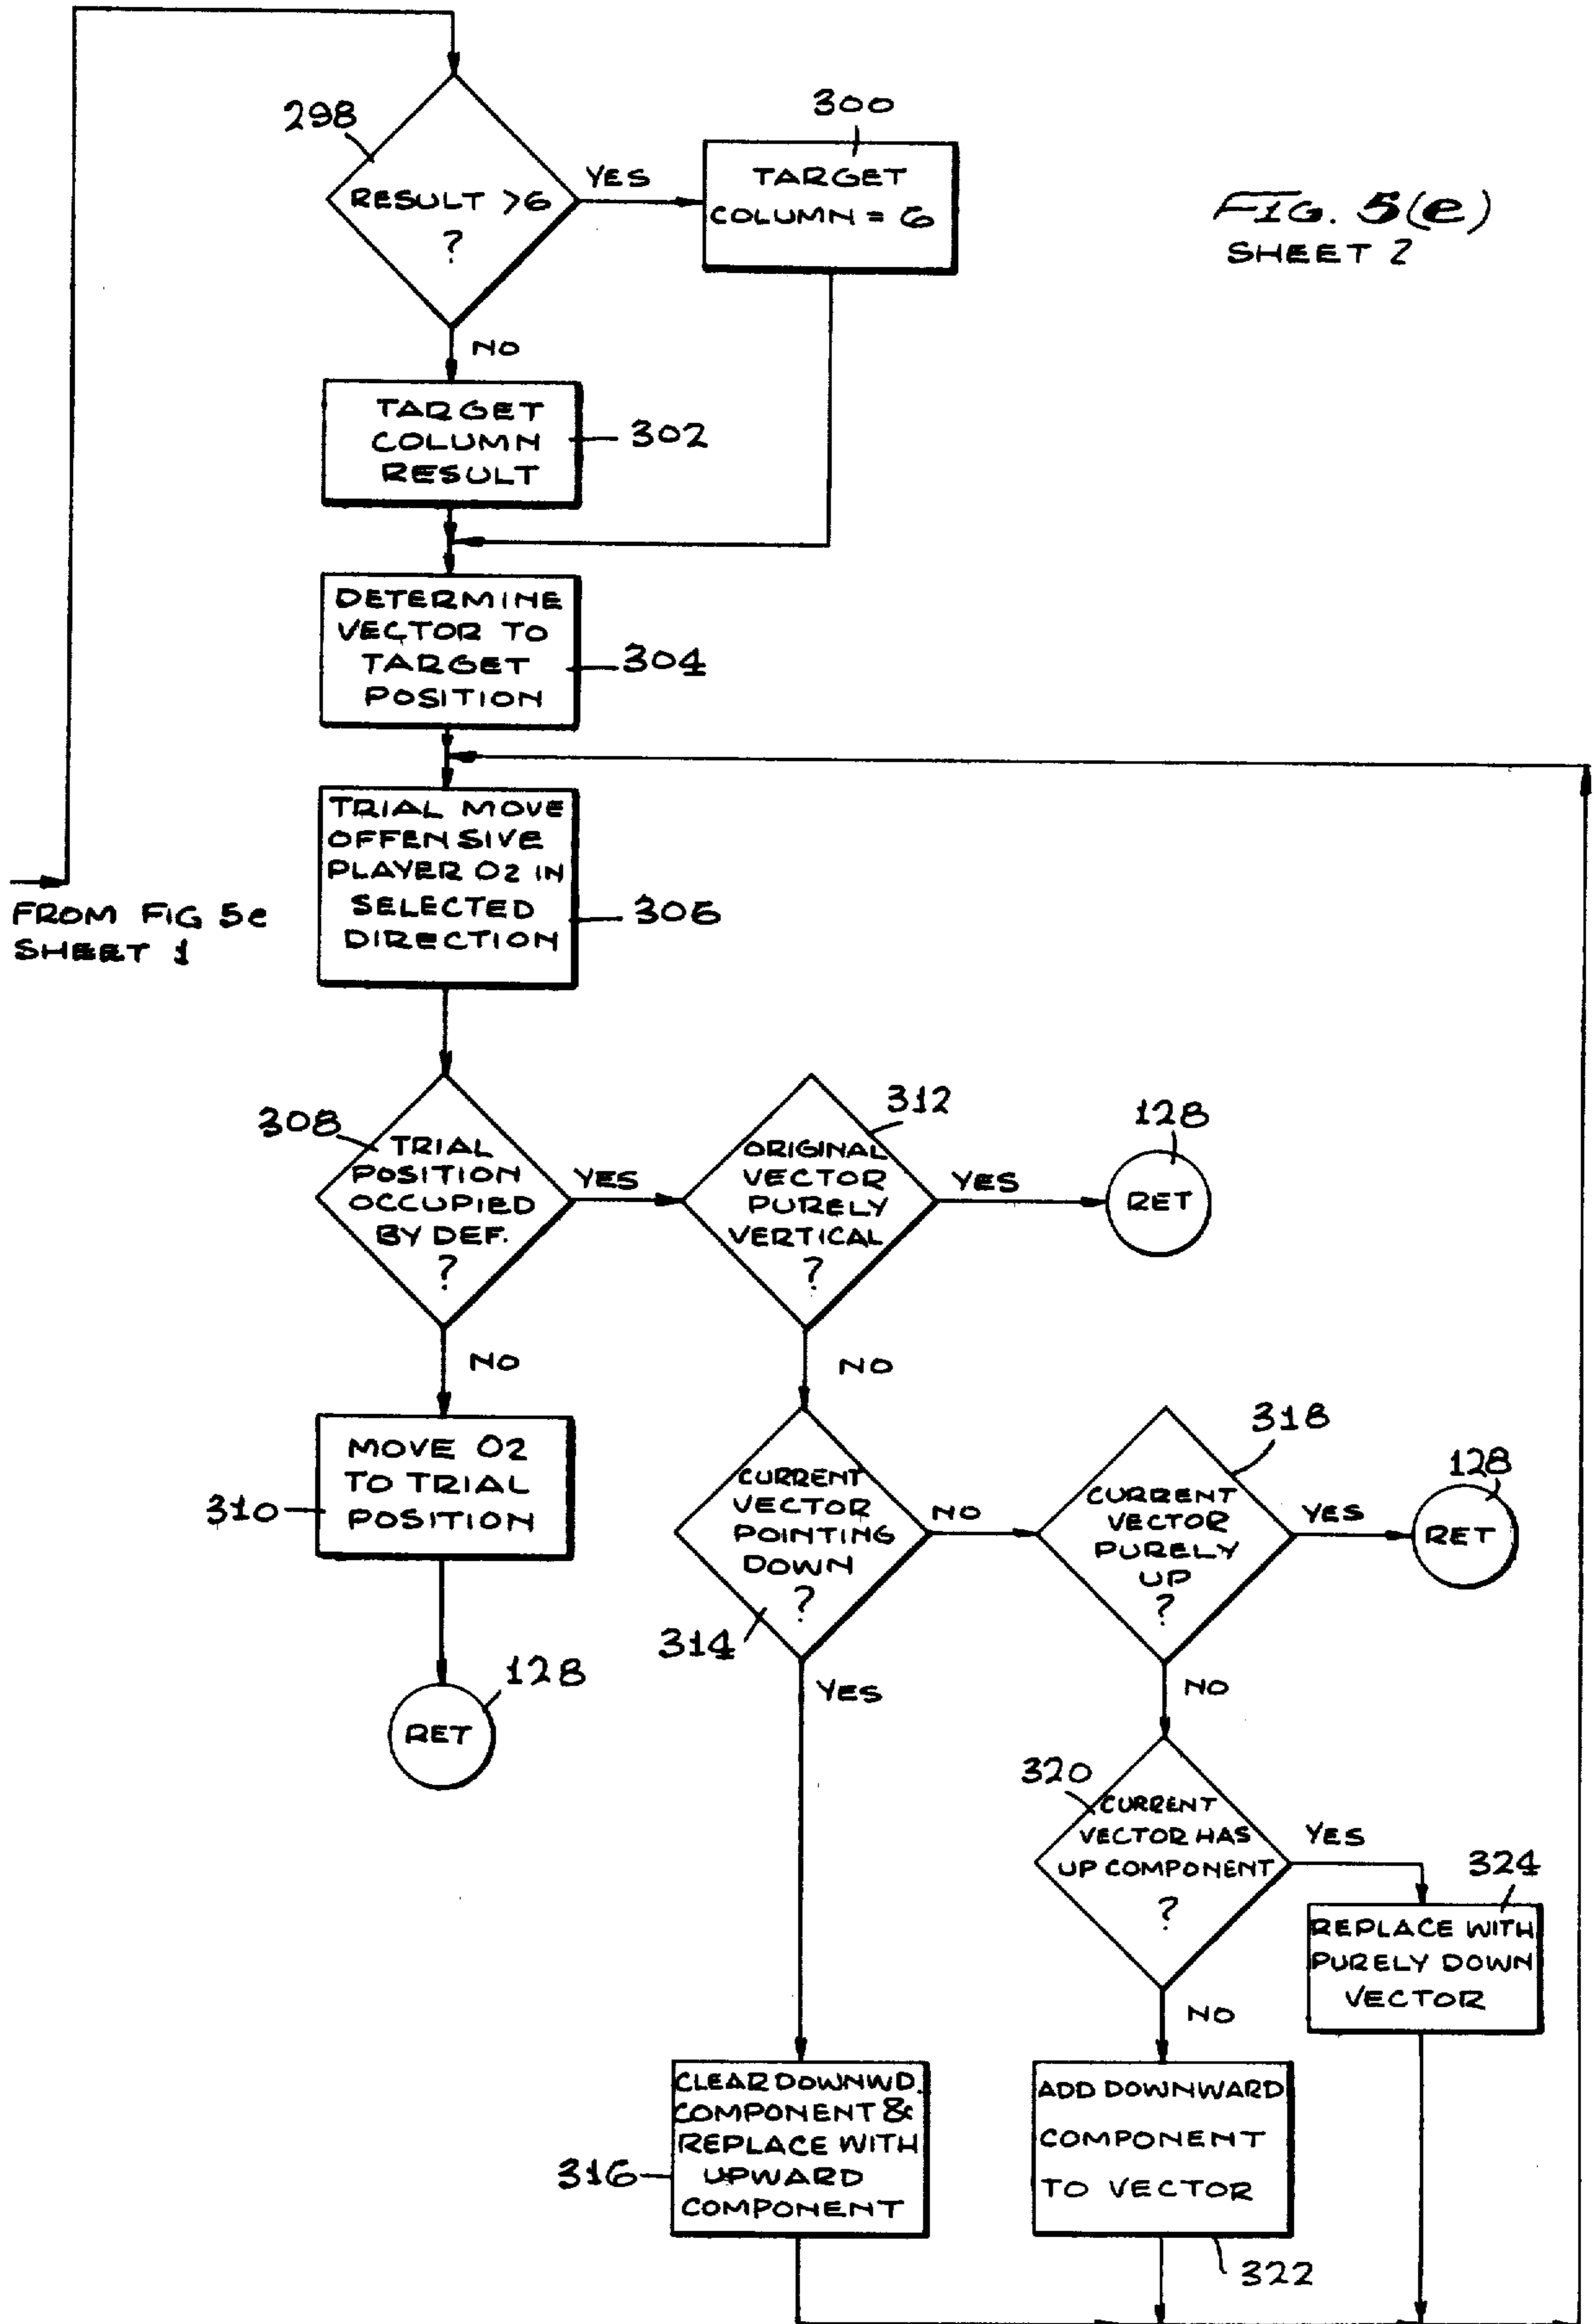 298
RESULT >6
?
YES
300
TARGET
COLUMN = 6
FIG. 5(e)
SHEET 2
NO
TARGET
COLUMN
RESULT
302
DETERMINE
VECTOR TO
TARGET
POSITION
304
TRIAL MOVE
OFFENSIVE
PLAYER O2 IN
SELECTED
DIRECTION
306
FROM FIG 5e
SHEET 1
308
TRIAL
POSITION
OCCUPIED
BY DEF.
?
YES
312
ORIGINAL
VECTOR
PURELY
VERTICAL
?
YES
128
RET
NO
MOVE O2
TO TRIAL
POSITION
310
128
RET
NO
CURRENT
VECTOR
POINTING
DOWN
?
314
NO
318
CURRENT
VECTOR
PURELY
UP
?
YES
128
RET
YES
NO
320
CURRENT
VECTOR HAS
UP COMPONENT
?
YES
324
REPLACE WITH
PURELY DOWN
VECTOR
NO
CLEAR DOWNWD.
COMPONENT &
REPLACE WITH
UPWARD
COMPONENT
316
ADD DOWNWARD
COMPONENT
TO VECTOR
322